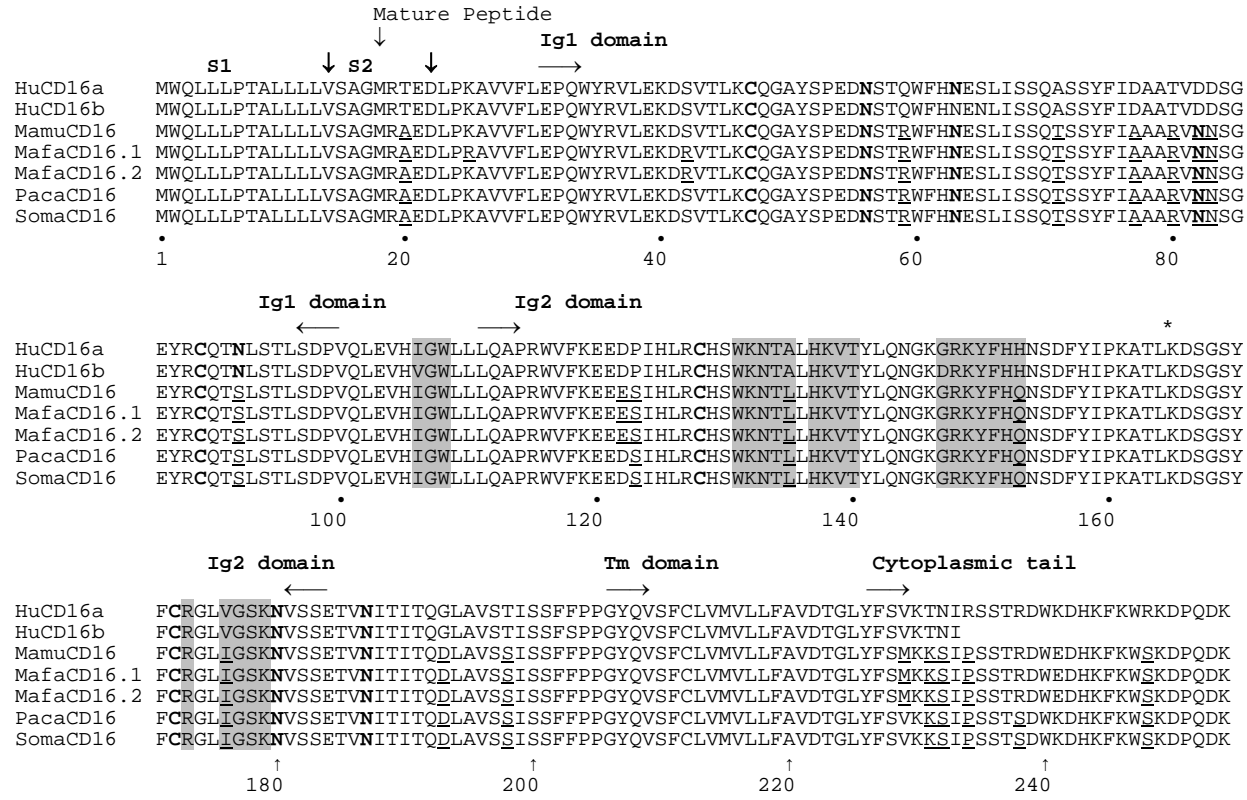 Mature Peptide
↓
Ig1 domain
S1 ↓ S2 ↓ →
HuCD16a MWQLLLPTALLLLVSAGMRTEDLPKAVVFLEPQWYRVLEKDSVTLKCQGAYSPEDNSTQWFHNESLISSQASSYFIDAATVDDSG
HuCD16b MWQLLLPTALLLLVSAGMRTEDLPKAVVFLEPQWYRVLEKDSVTLKCQGAYSPEDNSTQWFHNENLISSQASSYFIDAATVDDSG
MamuCD16 MWQLLLPTALLLLVSAGMRAEDLPKAVVFLEPQWYRVLEKDSVTLKCQGAYSPEDNSTRWFHNESLISSQTSSYFIAAARVNNSG
MafaCD16.1 MWQLLLPTALLLLVSAGMRAEDLPRAVVFLEPQWYRVLEKDRVTLKCQGAYSPEDNSTRWFHNESLISSQTSSYFIAAARVNNSG
MafaCD16.2 MWQLLLPTALLLLVSAGMRAEDLPKAVVFLEPQWYRVLEKDRVTLKCQGAYSPEDNSTRWFHNESLISSQTSSYFIAAARVNNSG
PacaCD16 MWQLLLPTALLLLVSAGMRAEDLPKAVVFLEPQWYRVLEKDSVTLKCQGAYSPEDNSTRWFHNESLISSQTSSYFIAAARVNNSG
SomaCD16 MWQLLLPTALLLLVSAGMRAEDLPKAVVFLEPQWYRVLEKDSVTLKCQGAYSPEDNSTRWFHNESLISSQTSSYFIAAARVNNSG
• • • • •
1 20 40 60 80
Ig1 domain Ig2 domain
← → *
HuCD16a EYRCQTNLSTLSDPVQLEVHIGWLLLQAPRWVFKEEDPIHLRCHSWKNTALHKVTYLQNGKGRKYFHHNSDFYIPKATLKDSGSY
HuCD16b EYRCQTNLSTLSDPVQLEVHVGWLLLQAPRWVFKEEDPIHLRCHSWKNTALHKVTYLQNGKDRKYFHHNSDFHIPKATLKDSGSY
MamuCD16 EYRCQTSLSTLSDPVQLEVHIGWLLLQAPRWVFKEEESIHLRCHSWKNTLLHKVTYLQNGKGRKYFHQNSDFYIPKATLKDSGSY
MafaCD16.1 EYRCQTSLSTLSDPVQLEVHIGWLLLQAPRWVFKEEESIHLRCHSWKNTLLHKVTYLQNGKGRKYFHQNSDFYIPKATLKDSGSY
MafaCD16.2 EYRCQTSLSTLSDPVQLEVHIGWLLLQAPRWVFKEEESIHLRCHSWKNTLLHKVTYLQNGKGRKYFHQNSDFYIPKATLKDSGSY
PacaCD16 EYRCQTSLSTLSDPVQLEVHIGWLLLQAPRWVFKEEDSIHLRCHSWKNTLLHKVTYLQNGKGRKYFHQNSDFYIPKATLKDSGSY
SomaCD16 EYRCQTSLSTLSDPVQLEVHIGWLLLQAPRWVFKEEDSIHLRCHSWKNTLLHKVTYLQNGKGRKYFHQNSDFYIPKATLKDSGSY
• • • •
100 120 140 160
Ig2 domain Tm domain Cytoplasmic tail
← → →
HuCD16a FCRGLVGSKNVSSETVNITITQGLAVSTISSFFPPGYQVSFCLVMVLLFAVDTGLYFSVKTNIRSSTRDWKDHKFKWRKDPQDK
HuCD16b FCRGLVGSKNVSSETVNITITQGLAVSTISSFSPPGYQVSFCLVMVLLFAVDTGLYFSVKTNI
MamuCD16 FCRGLIGSKNVSSETVNITITQDLAVSSISSFFPPGYQVSFCLVMVLLFAVDTGLYFSMKKSIPSSTRDWEDHKFKWSKDPQDK
MafaCD16.1 FCRGLIGSKNVSSETVNITITQDLAVSSISSFFPPGYQVSFCLVMVLLFAVDTGLYFSMKKSIPSSTRDWEDHKFKWSKDPQDK
MafaCD16.2 FCRGLIGSKNVSSETVNITITQDLAVSSISSFFPPGYQVSFCLVMVLLFAVDTGLYFSMKKSIPSSTRDWEDHKFKWSKDPQDK
PacaCD16 FCRGLIGSKNVSSETVNITITQDLAVSSISSFFPPGYQVSFCLVMVLLFAVDTGLYFSVKKSIPSSTSDWKDHKFKWSKDPQDK
SomaCD16 FCRGLIGSKNVSSETVNITITQDLAVSSISSFFPPGYQVSFCLVMVLLFAVDTGLYFSVKKSIPSSTSDWKDHKFKWSKDPQDK
↑ ↑ ↑ ↑
180 200 220 240